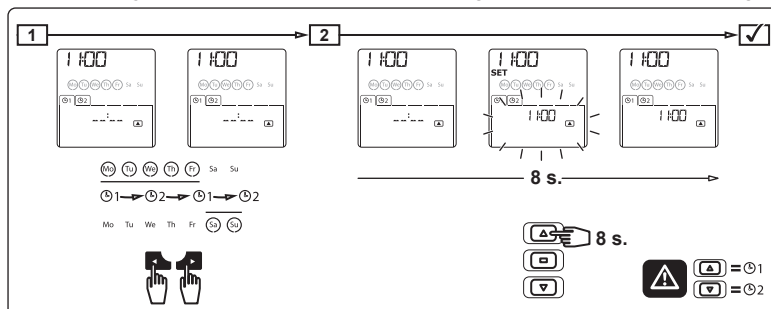 1
2
11:00
11:00
11:00
11:00
11:00
SET
Mo Tu We Th Fr Sa Su
Mo Tu We Th Fr Sa Su
Mo Tu We Th Fr Sa Su
Mo Tu We Th Fr Sa Su
Mo Tu We Th Fr Sa Su
1 2
1 2
1 2
1 2
1 2
--:--
--:--
--:--
11:00
11:00
Mo Tu We Th Fr Sa Su
1 2 1 2
Mo Tu We Th Fr Sa Su
8 s.
8 s.
= 1
= 2